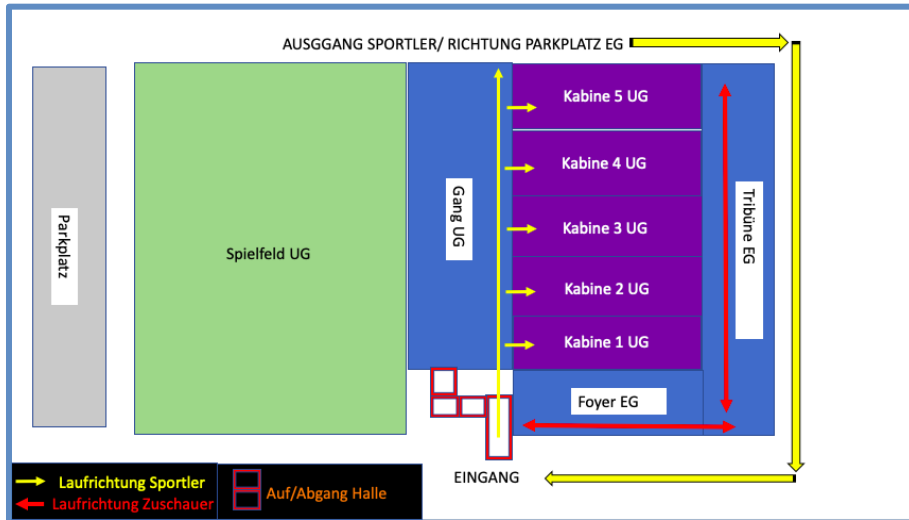 AUSGGANG SPORTLER/ RICHTUNG PARKPLATZ EG
Parkplatz
Spielfeld UG
Gang UG
Kabine 5 UG
Kabine 4 UG
Kabine 3 UG
Kabine 2 UG
Kabine 1 UG
Tribüne EG
Foyer EG
EINGANG
Laufrichtung Sportler
Laufrichtung Zuschauer
Auf/Abgang Halle